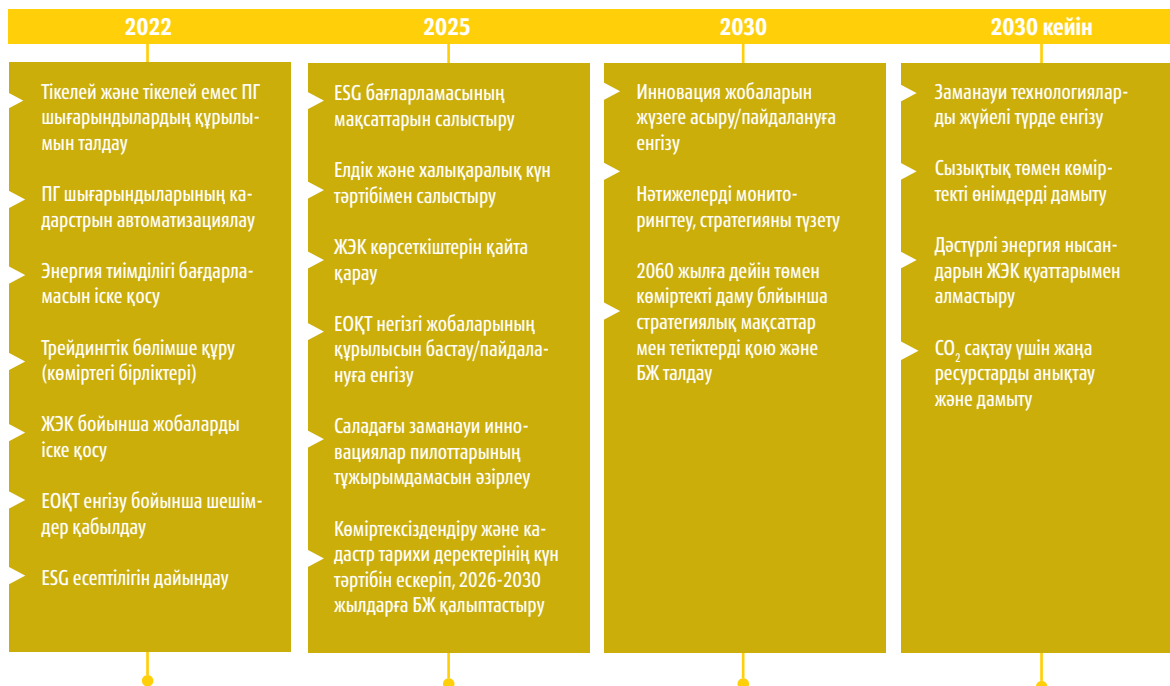 2022
2025
2030
2030 кейін
Тікелей және тікелей емес ПГ
шығарындылардың құрылы-
мын талдау
ПГ шығарындыларының ка-
дарстрын автоматизациялау
Энергия тиімділігі бағдарла-
масын іске қосу
Трейдингтік бөлімше құру
(көміртегі бірліктері)
ЖЭК бойынша жобаларды
іске қосу
ЕОҚТ енгізу бойынша шешім-
дер қабылдау
ESG есептілігін дайындау
ESG бағларламасының
мақсаттарын салыстыру
Елдік және халықаралық күн
тәртібімен салыстыру
ЖЭК көрсеткіштерін қайта
қарау
ЕОҚТ негізгі жобаларының
құрылысын бастау/пайдала-
нуға енгізу
Саладағы заманауи инно-
вациялар пилоттарының
тұжырымдамасын әзірлеу
Көміртексіздендіру және ка-
дастр тарихи деректерінің күн
тәртібін ескеріп, 2026-2030
жылдарға БЖ қалыптастыру
Инновация жобаларын
жүзеге асыру/пайдалануға
енгізу
Нәтижелерді монито-
рингтеу, стратегияны түзету
2060 жылға дейін төмен
көміртекті даму блйынша
стратегиялық мақсаттар
мен тетіктерді қою және
БЖ талдау
Заманауи технологиялар-
ды жүйелі түрде енгізу
Сызықтық төмен көмір-
текті өнімдерді дамыту
Дәстүрлі энергия нысан-
дарын ЖЭК қуаттарымен
алмастыру
CO₂ сақтау үшін жаңа
ресурстарды анықтау
және дамыту